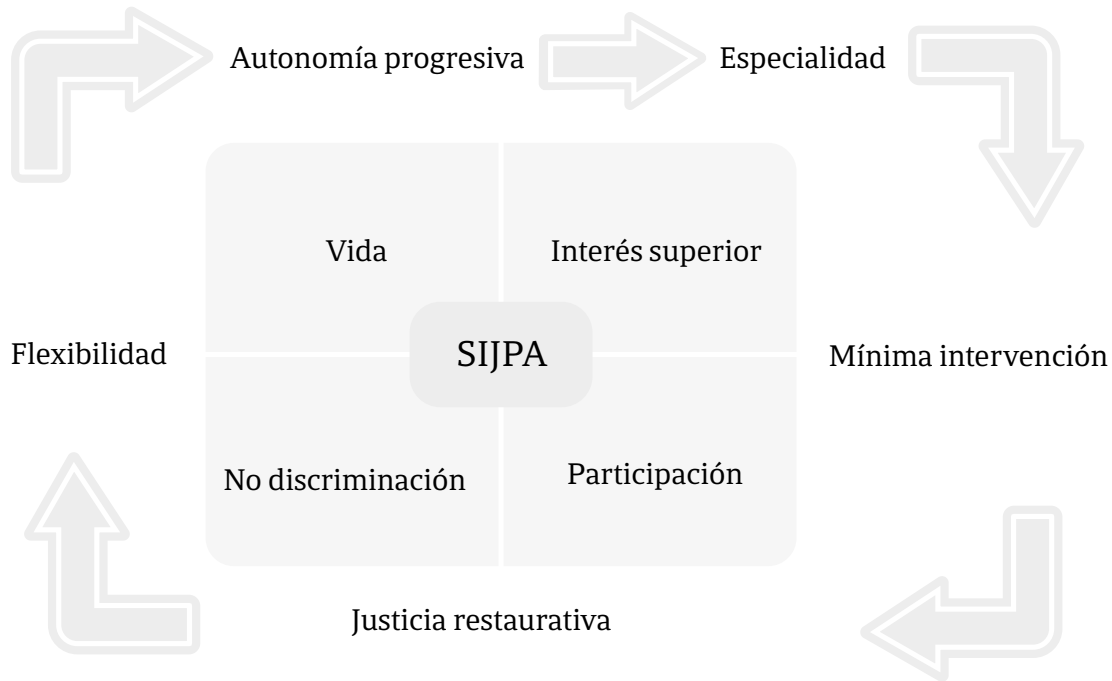 Autonomía progresiva
Especialidad
Vida
Interés superior
Flexibilidad
SIJPA
Mínima intervención
No discriminación
Participación
Justicia restaurativa